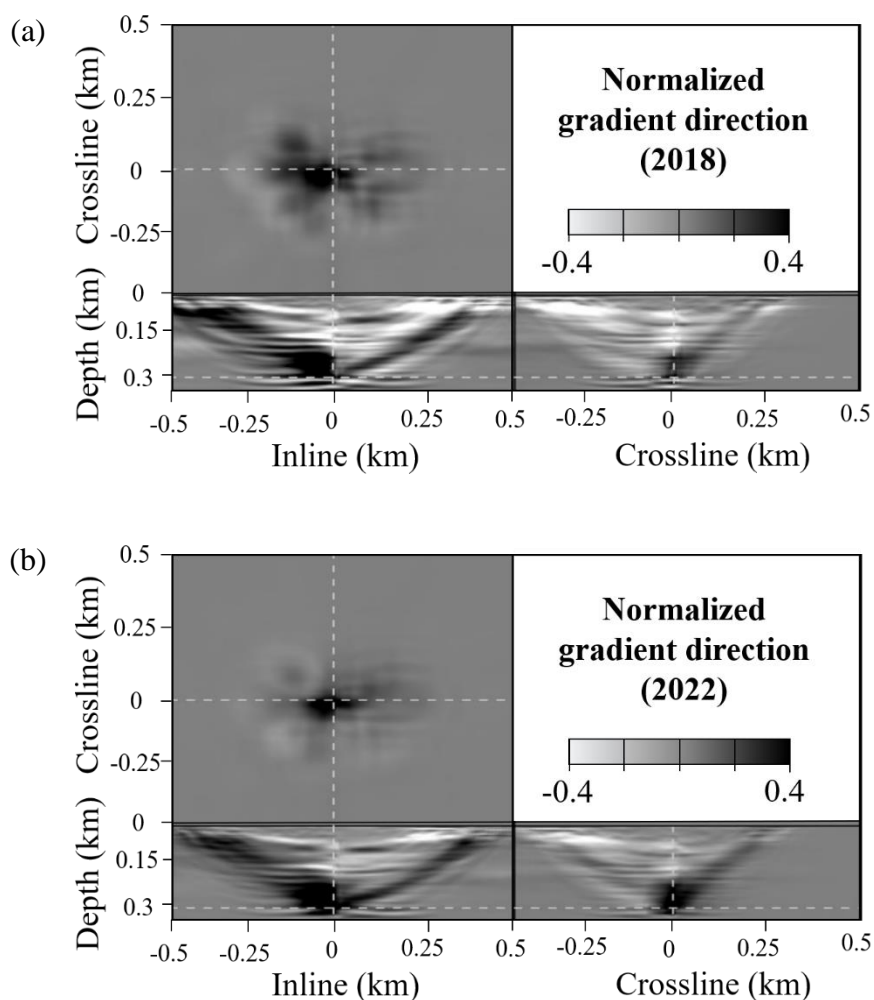 (a)
0.5
0.25
0
-0.25
Crossline (km)
Normalized
gradient direction
(2018)
-0.4 0.4
0
0.15
0.3
Depth (km)
-0.5 -0.25 0 0.25 0.5 -0.25 0 0.25 0.5
Inline (km) Crossline (km)
(b)
0.5
0.25
0
-0.25
Crossline (km)
Normalized
gradient direction
(2022)
-0.4 0.4
0
0.15
0.3
Depth (km)
-0.5 -0.25 0 0.25 0.5 -0.25 0 0.25 0.5
Inline (km) Crossline (km)